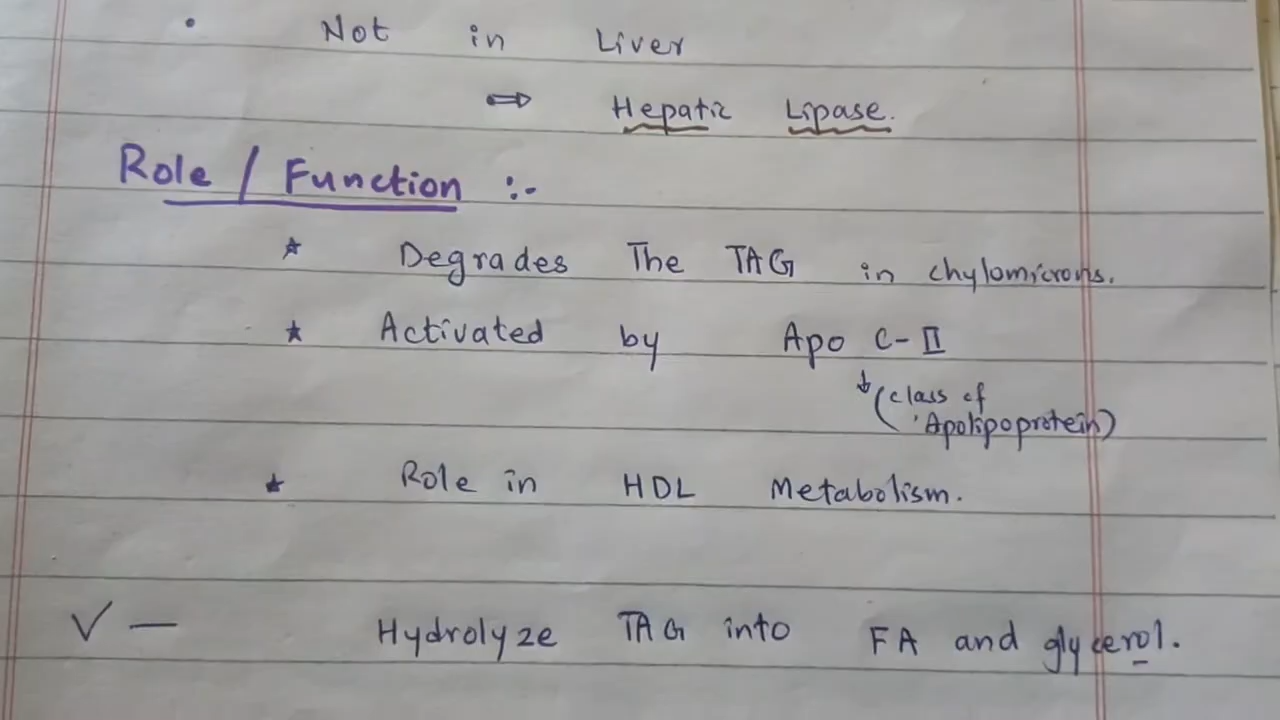 • Not in Liver
⇒ Hepatic Lipase.
Role / Function :-
★ Degrades The TAG in chylomicrons.
★ Activated by Apo C-II
↓ (class of
Apolipoprotein)
★ Role in HDL Metabolism.
✓ — Hydrolyze TAG into FA and glycerol.